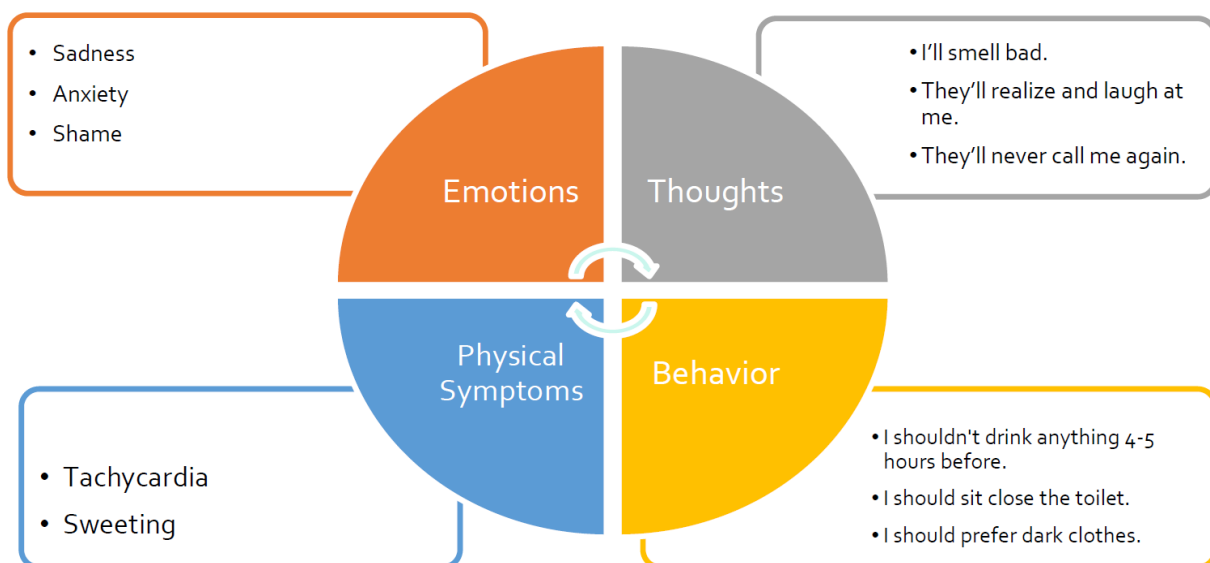 • Sadness
• Anxiety
• Shame
• I'll smell bad.
• They'll realize and laugh at
me.
• They'll never call me again.
Emotions
Thoughts
Physical
Symptoms
Behavior
• Tachycardia
• Sweeting
• I shouldn't drink anything 4-5
hours before.
• I should sit close the toilet.
• I should prefer dark clothes.